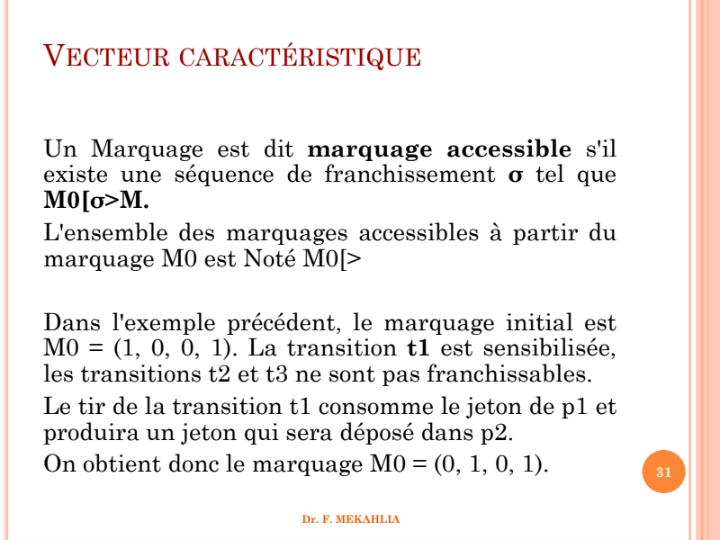 VECTEUR CARACTÉRISTIQUE
Un Marquage est dit marquage accessible s'il
existe une séquence de franchissement σ tel que
M0[σ>M.
L'ensemble des marquages accessibles à partir du
marquage M0 est Noté M0[>
Dans l'exemple précédent, le marquage initial est
M0 = (1, 0, 0, 1). La transition t1 est sensibilisée,
les transitions t2 et t3 ne sont pas franchissables.
Le tir de la transition t1 consomme le jeton de p1 et
produira un jeton qui sera déposé dans p2.
On obtient donc le marquage M0 = (0, 1, 0, 1).
31
Dr. F. MEKAHLIA